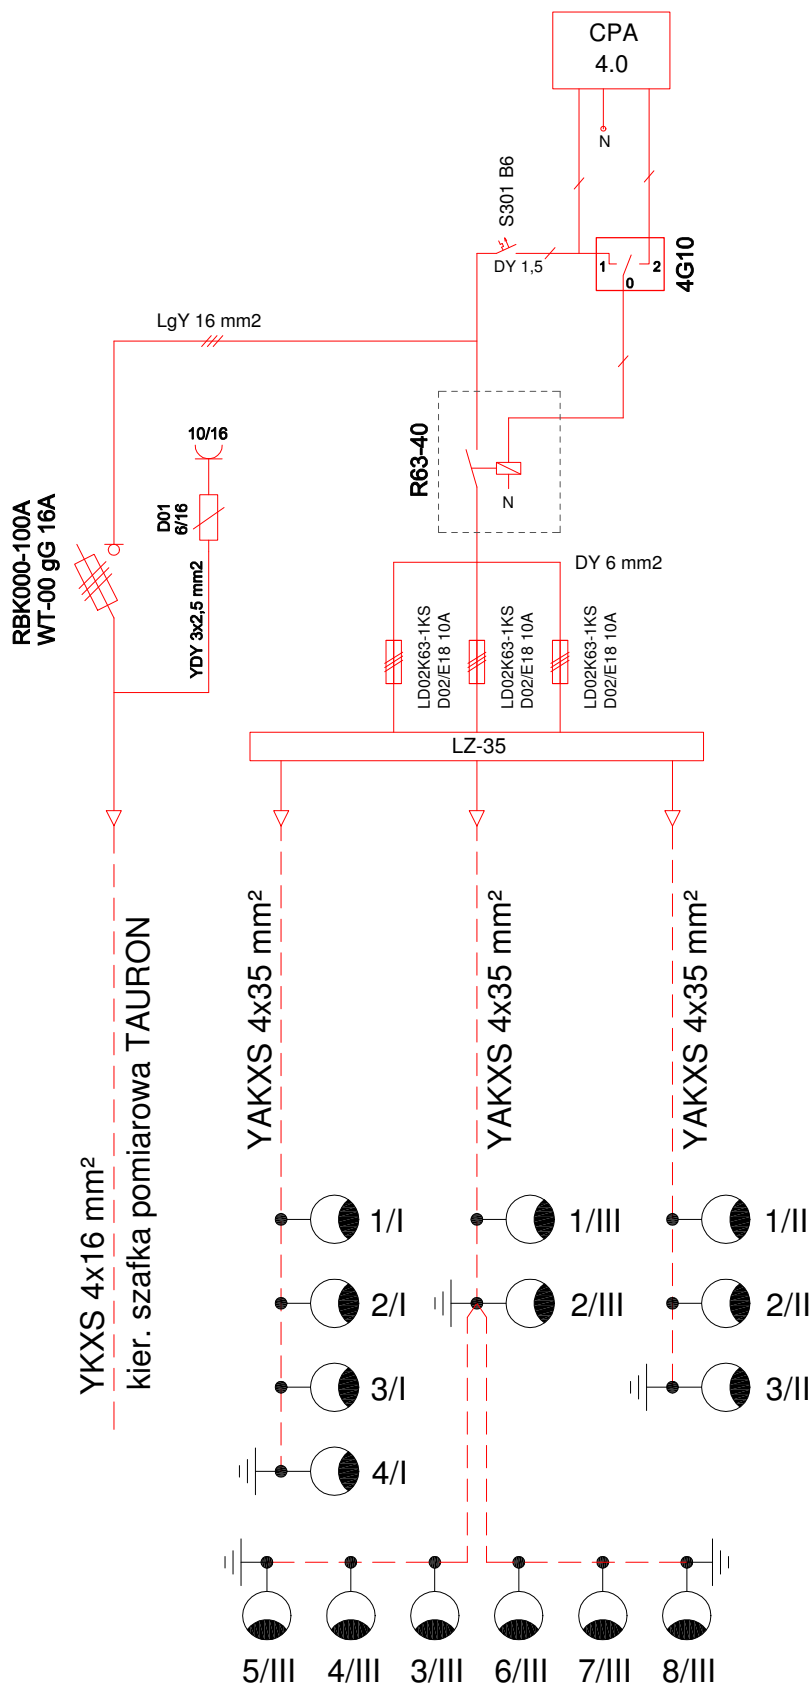 CPA
4.0
N
S301 B6
DY 1,5
1
2
0
4G10
LgY 16 mm2
10/16
R63-40
N
D01
6/16
RBK000-100A
WT-00 gG 16A
YDY 3x2,5 mm2
DY 6 mm2
LD02K63-1KS
D02/E18 10A
LD02K63-1KS
D02/E18 10A
LD02K63-1KS
D02/E18 10A
LZ-35
YKXS 4x16 mm²
kier. szafka pomiarowa TAURON
YAKXS 4x35 mm²
YAKXS 4x35 mm²
YAKXS 4x35 mm²
1/I
1/III
1/II
2/I
2/III
2/II
3/I
3/II
4/I
5/III
4/III
3/III
6/III
7/III
8/III